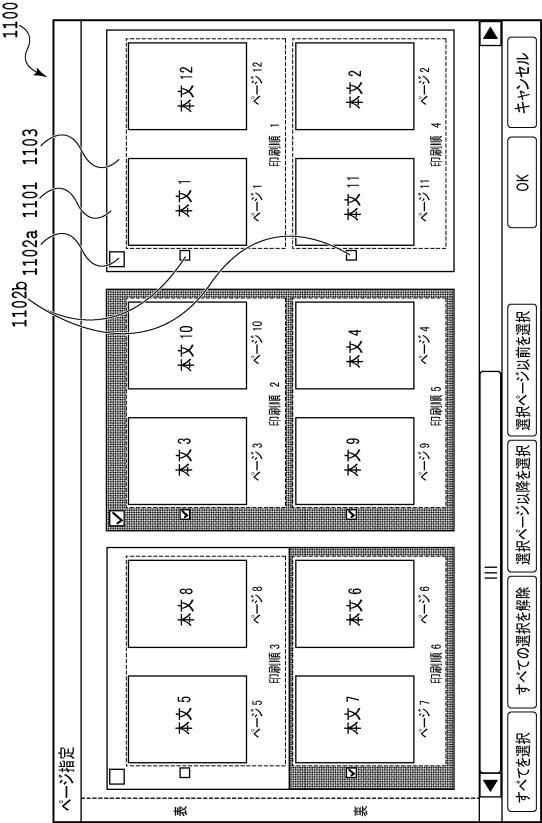 1100
ページ指定
1102b
1102a
1101
1103
表
本文 5
ページ 5
本文 8
ページ 8
印刷順 3
本文 3
ページ 3
本文 10
ページ 10
印刷順 2
本文 1
ページ 1
本文 12
ページ 12
印刷順 1
裏
本文 7
ページ 7
本文 6
ページ 6
印刷順 6
本文 9
ページ 9
本文 4
ページ 4
印刷順 5
本文 11
ページ 11
本文 2
ページ 2
印刷順 4
すべてを選択
すべての選択を解除
選択ページ以降を選択
選択ページ以前を選択
OK
キャンセル